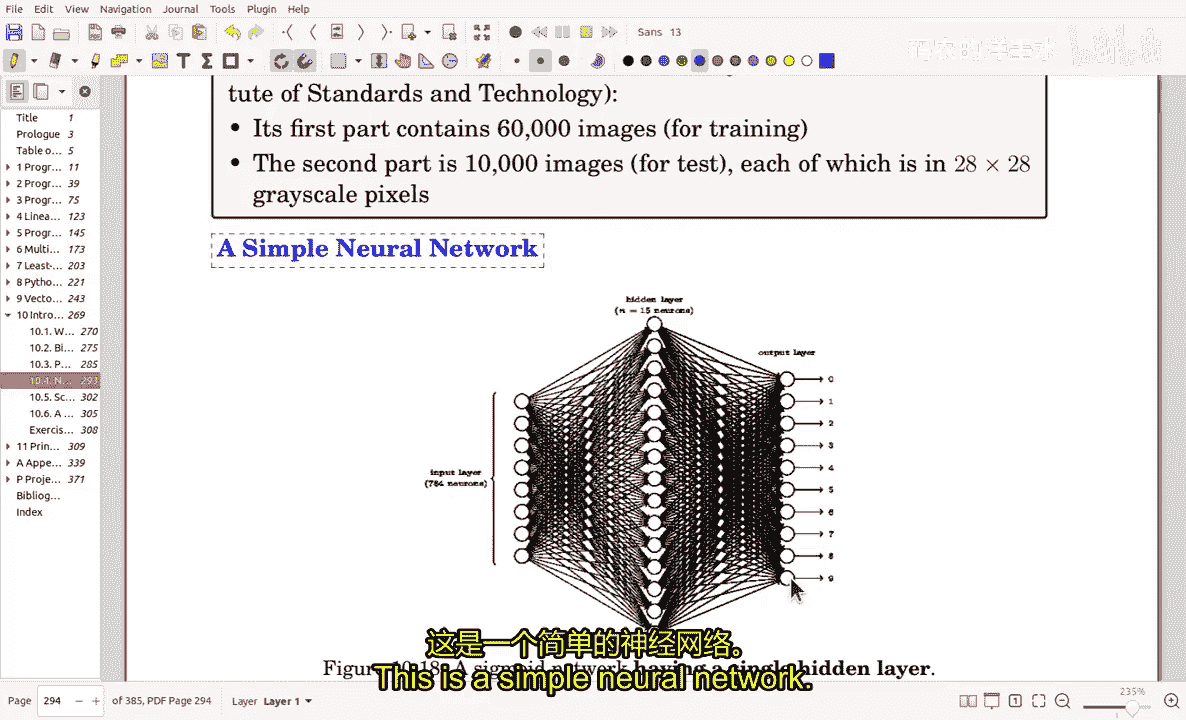 File Edit View Navigation Journal Tools Plugin Help
Sans 13
Title 1
Prologue 3
Table o... 5
1 Progr... 11
2 Progr... 39
3 Progr... 75
4 Linea... 123
5 Progr... 145
6 Multi... 173
7 Least-... 203
8 Pytho... 221
9 Vecto... 243
10 Intro... 269
10.1. W... 270
10.2. Bi... 275
10.3. P... 285
10.4. N... 293
10.5. Sc... 302
10.6. A ... 305
Exercis... 308
11 Prin... 309
A Appe... 339
P Proje... 371
Bibliog...
Index
tute of Standards and Technology):
• Its first part contains 60,000 images (for training)
• The second part is 10,000 images (for test), each of which is in 28 × 28
grayscale pixels
A Simple Neural Network
hidden layer
(n = 15 neurons)
output layer
0
1
2
3
4
5
6
7
8
9
input layer
(784 neurons)
这是一个简单的神经网络。
A sigmoid network having a single hidden layer.
This is a simple neural network.
Page 294 of 385, PDF Page 294 Layer Layer 1
235%